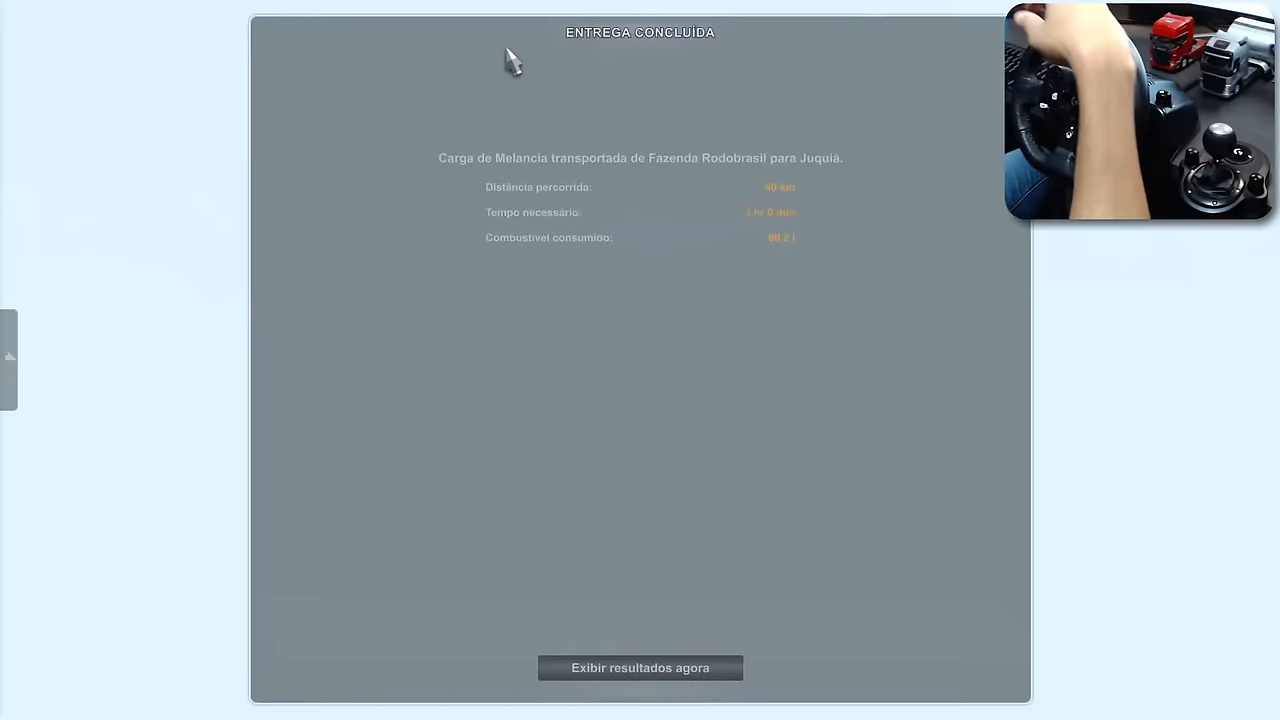 ENTREGA CONCLUÍDA
Carga de Melancia transportada de Fazenda Rodobrasil para Juquiá.
Distância percorrida:
Tempo necessário:
Combustível consumido:
Exibir resultados agora